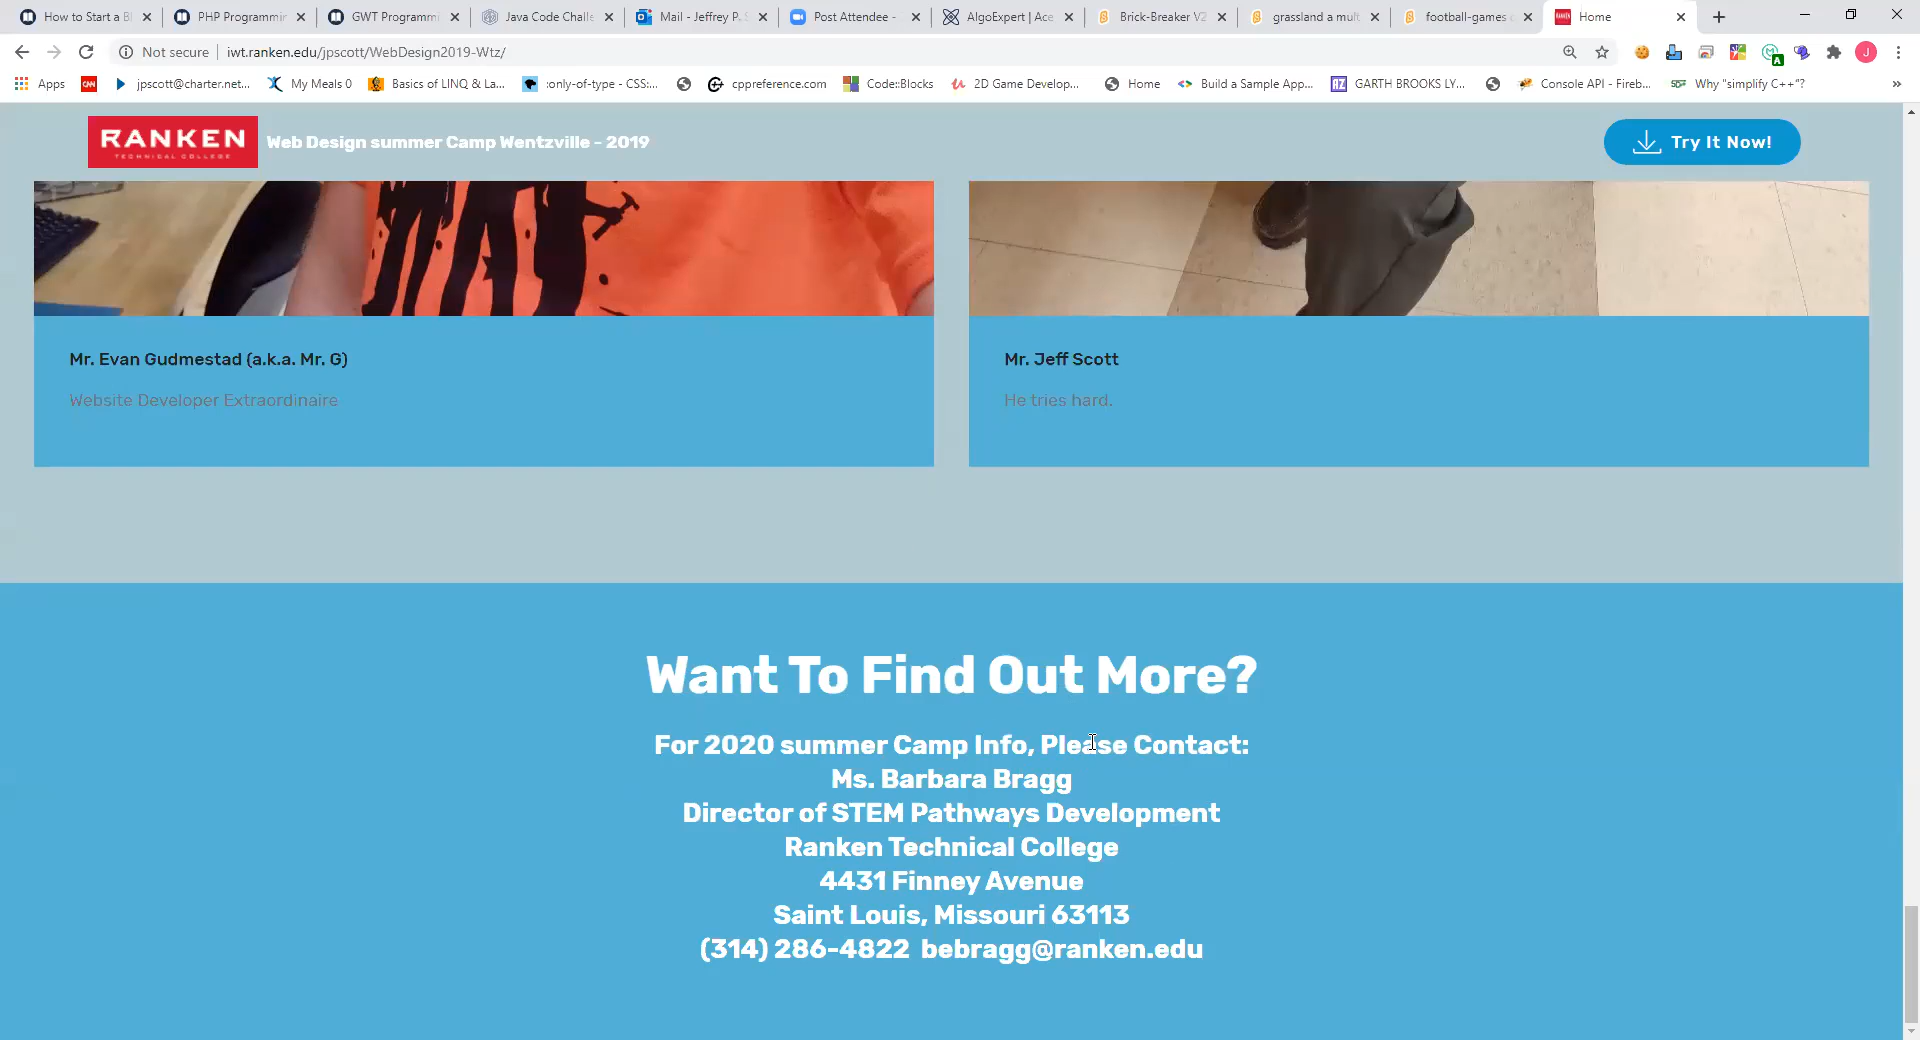 How to Start a Bl
PHP Programmin
GWT Programmi
Java Code Challe
Mail - Jeffrey P. S
Post Attendee -
AlgoExpert | Ace
Brick-Breaker V2
grassland a mult
football-games
Home
Not secure
iwt.ranken.edu/jpscott/WebDesign2019-Wtz/
Apps
CNN
jpscott@charter.net...
My Meals 0
Basics of LINQ & La...
:only-of-type - CSS:...
cppreference.com
Code::Blocks
2D Game Develop...
Home
Build a Sample App...
GARTH BROOKS LY...
Console API - Fireb...
Why "simplify C++"?
RANKEN
TECHNICAL COLLEGE
Web Design summer Camp Wentzville - 2019
Try It Now!
Mr. Evan Gudmestad (a.k.a. Mr. G)
Website Developer Extraordinaire
Mr. Jeff Scott
He tries hard.
Want To Find Out More?
For 2020 summer Camp Info, Please Contact:
Ms. Barbara Bragg
Director of STEM Pathways Development
Ranken Technical College
4431 Finney Avenue
Saint Louis, Missouri 63113
(314) 286-4822 bebragg@ranken.edu